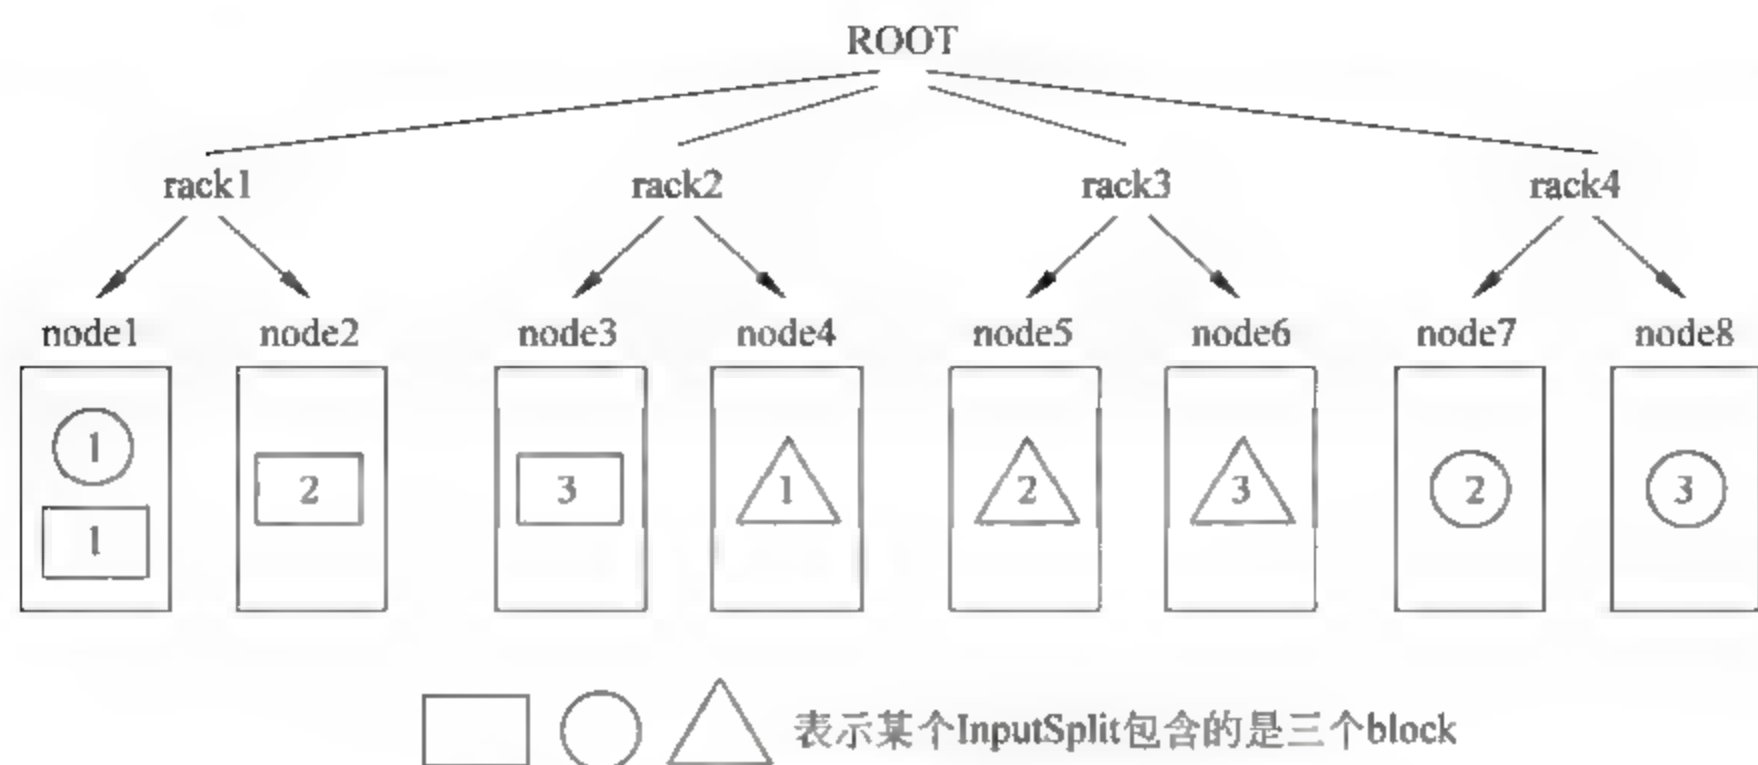 ROOT
rack1 rack2 rack3 rack4
node1 node2 node3 node4 node5 node6 node7 node8
1
2 3 1 2 3 2 3
1
表示某个InputSplit包含的是三个block